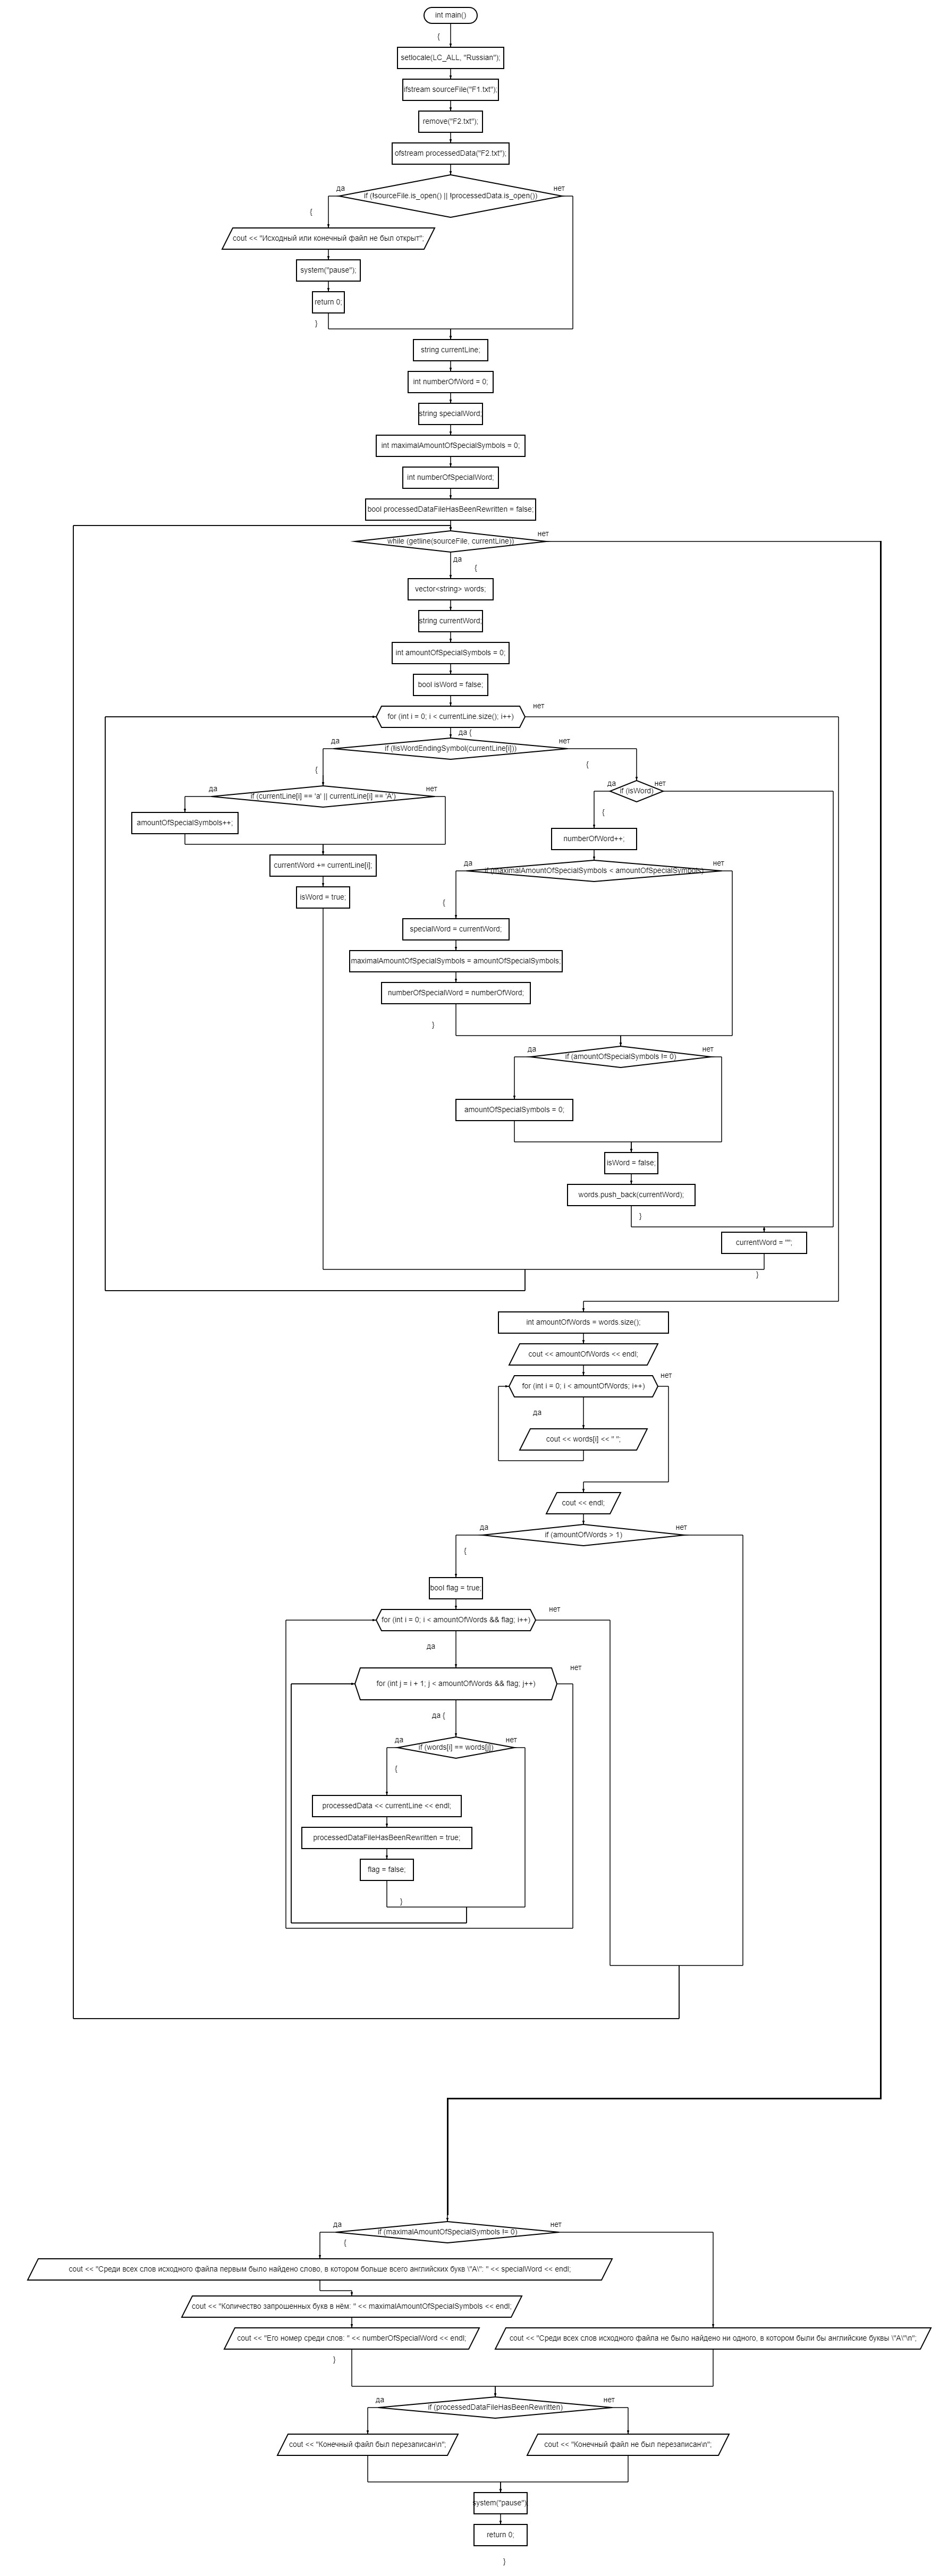 int main()
{
setlocale(LC_ALL, "Russian");
ifstream sourceFile("F1.txt");
remove("F2.txt");
ofstream processedData("F2.txt");
да
нет
if (!sourceFile.is_open() || !processedData.is_open())
{
cout << "Исходный или конечный файл не был открыт";
system("pause");
return 0;
}
string currentLine;
int numberOfWord = 0;
string specialWord;
int maximalAmountOfSpecialSymbols = 0;
int numberOfSpecialWord;
bool processedDataFileHasBeenRewritten = false;
нет
while (getline(sourceFile, currentLine))
да
{
vector<string> words;
string currentWord;
int amountOfSpecialSymbols = 0;
bool isWord = false;
нет
for (int i = 0; i < currentLine.size(); i++)
да {
да
нет
if (!isWordEndingSymbol(currentLine[i]))
{
{
да
нет
if (isWord)
да
нет
if (currentLine[i] == 'a' || currentLine[i] == 'A')
{
amountOfSpecialSymbols++;
numberOfWord++;
currentWord += currentLine[i];
да
нет
if (maximalAmountOfSpecialSymbols < amountOfSpecialSymbols)
isWord = true;
{
specialWord = currentWord;
maximalAmountOfSpecialSymbols = amountOfSpecialSymbols;
numberOfSpecialWord = numberOfWord;
}
да
нет
if (amountOfSpecialSymbols != 0)
amountOfSpecialSymbols = 0;
isWord = false;
words.push_back(currentWord);
}
currentWord = "";
}
int amountOfWords = words.size();
cout << amountOfWords << endl;
нет
for (int i = 0; i < amountOfWords; i++)
да
cout << words[i] << " ";
cout << endl;
да
нет
if (amountOfWords > 1)
{
bool flag = true;
нет
for (int i = 0; i < amountOfWords && flag; i++)
да
нет
for (int j = i + 1; j < amountOfWords && flag; j++)
да {
да
нет
if (words[i] == words[j])
{
processedData << currentLine << endl;
processedDataFileHasBeenRewritten = true;
flag = false;
}
да
нет
if (maximalAmountOfSpecialSymbols != 0)
{
cout << "Среди всех слов исходного файла первым было найдено слово, в котором больше всего английских букв \"A\": " << specialWord << endl;
cout << "Количество запрошенных букв в нём: " << maximalAmountOfSpecialSymbols << endl;
cout << "Его номер среди слов: " << numberOfSpecialWord << endl;
cout << "Среди всех слов исходного файла не было найдено ни одного, в котором были бы английские буквы \"A\"\n";
}
да
нет
if (processedDataFileHasBeenRewritten)
cout << "Конечный файл был перезаписан\n";
cout << "Конечный файл не был перезаписан\n";
system("pause")
return 0;
}